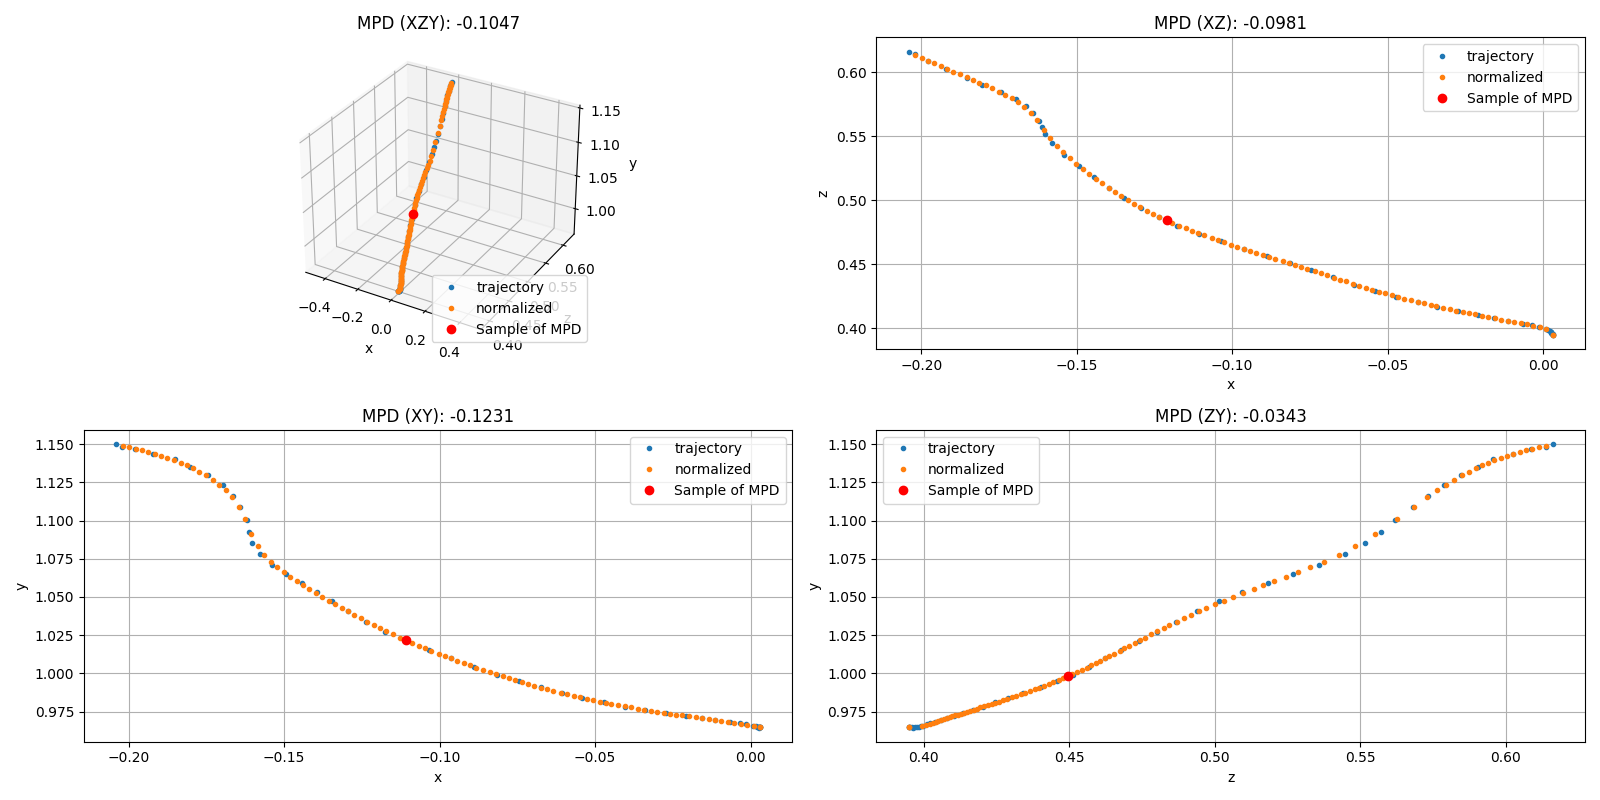 MPD (XZY): -0.1047
1.15
1.10
y
1.05
1.00
0.60
0.55
0.50
z
0.45
0.40
−0.4
−0.2
0.0
0.2
0.4
x
trajectory
normalized
Sample of MPD
MPD (XZ): -0.0981
trajectory
normalized
Sample of MPD
0.60
0.55
0.50
0.45
0.40
z
−0.20
−0.15
−0.10
−0.05
0.00
x
MPD (XY): -0.1231
trajectory
normalized
Sample of MPD
1.150
1.125
1.100
1.075
1.050
1.025
1.000
0.975
y
−0.20
−0.15
−0.10
−0.05
0.00
x
MPD (ZY): -0.0343
trajectory
normalized
Sample of MPD
1.150
1.125
1.100
1.075
1.050
1.025
1.000
0.975
y
0.40
0.45
0.50
0.55
0.60
z